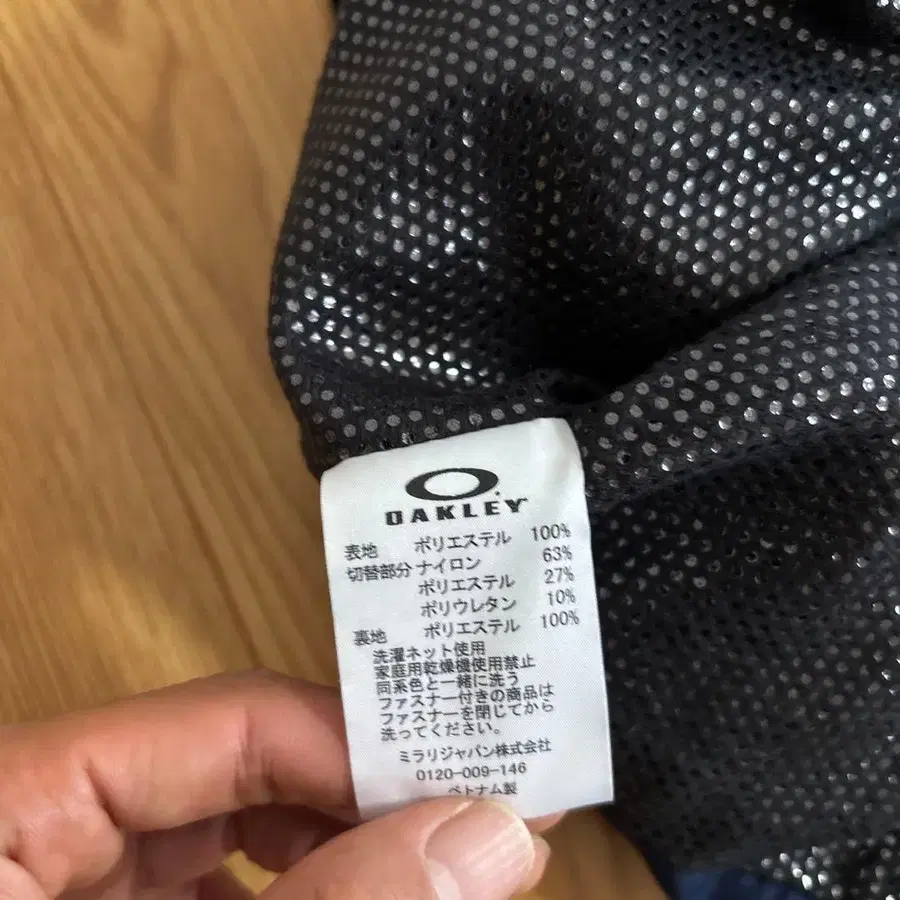 OAKLEY
表地 ポリエステル 100%
切替部分 ナイロン 63%
ポリエステル 27%
ポリウレタン 10%
裏地 ポリエステル 100%
洗濯ネット使用
家庭用乾燥機使用禁止
同系色と一緒に洗う
ファスナー付きの商品は
ファスナーを閉じてから
洗ってください。
ミラリジャパン株式会社
0120-009-146
ベトナム製